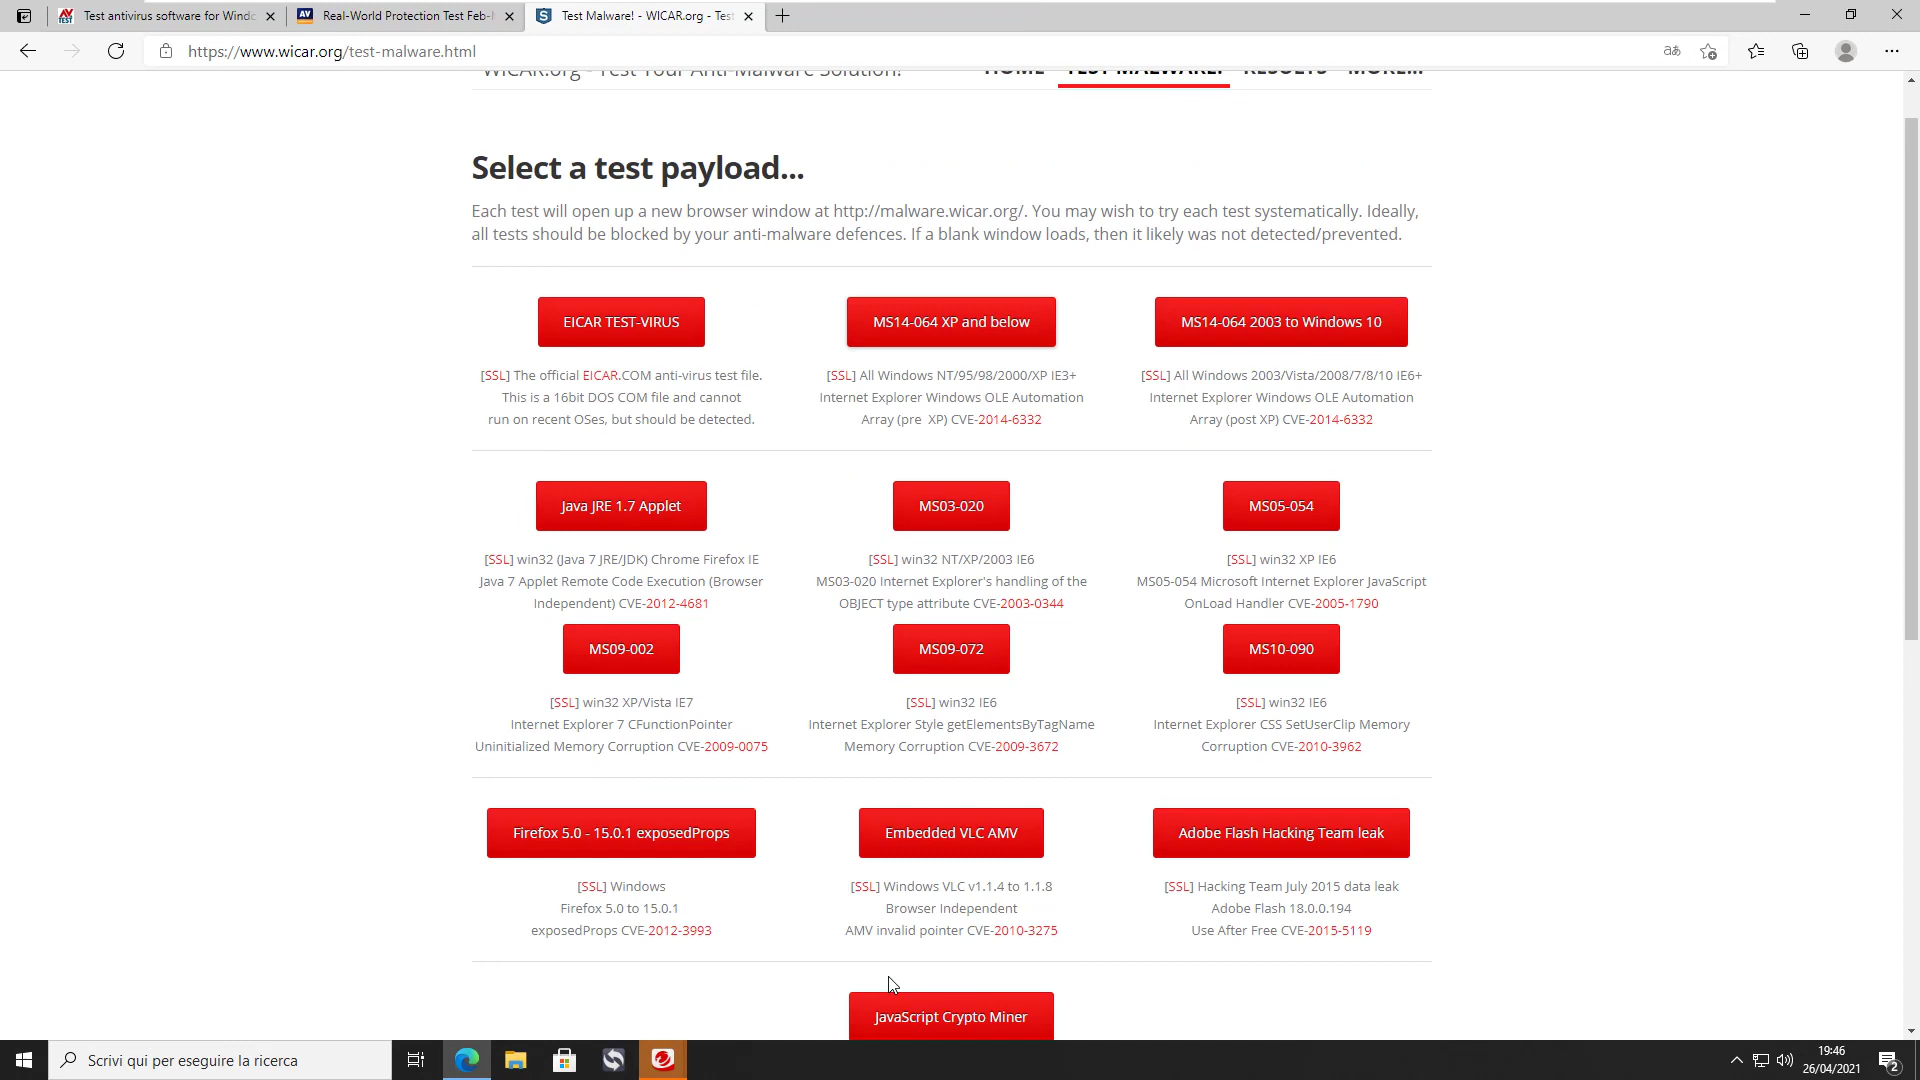 Test antivirus software for Windo
Real-World Protection Test Feb-M
Test Malware! - WICAR.org - Test
https://www.wicar.org/test-malware.html
WICAR.org - Test Your Anti-Malware Solution!
HOME TEST MALWARE! RESULTS MORE...
Select a test payload...
Each test will open up a new browser window at http://malware.wicar.org/. You may wish to try each test systematically. Ideally,
all tests should be blocked by your anti-malware defences. If a blank window loads, then it likely was not detected/prevented.
EICAR TEST-VIRUS
[SSL] The official EICAR.COM anti-virus test file.
This is a 16bit DOS COM file and cannot
run on recent OSes, but should be detected.
MS14-064 XP and below
[SSL] All Windows NT/95/98/2000/XP IE3+
Internet Explorer Windows OLE Automation
Array (pre XP) CVE-2014-6332
MS14-064 2003 to Windows 10
[SSL] All Windows 2003/Vista/2008/7/8/10 IE6+
Internet Explorer Windows OLE Automation
Array (post XP) CVE-2014-6332
Java JRE 1.7 Applet
[SSL] win32 (Java 7 JRE/JDK) Chrome Firefox IE
Java 7 Applet Remote Code Execution (Browser
Independent) CVE-2012-4681
MS03-020
[SSL] win32 NT/XP/2003 IE6
MS03-020 Internet Explorer's handling of the
OBJECT type attribute CVE-2003-0344
MS05-054
[SSL] win32 XP IE6
MS05-054 Microsoft Internet Explorer JavaScript
OnLoad Handler CVE-2005-1790
MS09-002
[SSL] win32 XP/Vista IE7
Internet Explorer 7 CFunctionPointer
Uninitialized Memory Corruption CVE-2009-0075
MS09-072
[SSL] win32 IE6
Internet Explorer Style getElementsByTagName
Memory Corruption CVE-2009-3672
MS10-090
[SSL] win32 IE6
Internet Explorer CSS SetUserClip Memory
Corruption CVE-2010-3962
Firefox 5.0 - 15.0.1 exposedProps
[SSL] Windows
Firefox 5.0 to 15.0.1
exposedProps CVE-2012-3993
Embedded VLC AMV
[SSL] Windows VLC v1.1.4 to 1.1.8
Browser Independent
AMV invalid pointer CVE-2010-3275
Adobe Flash Hacking Team leak
[SSL] Hacking Team July 2015 data leak
Adobe Flash 18.0.0.194
Use After Free CVE-2015-5119
JavaScript Crypto Miner
Scrivi qui per eseguire la ricerca
19:46
26/04/2021
2